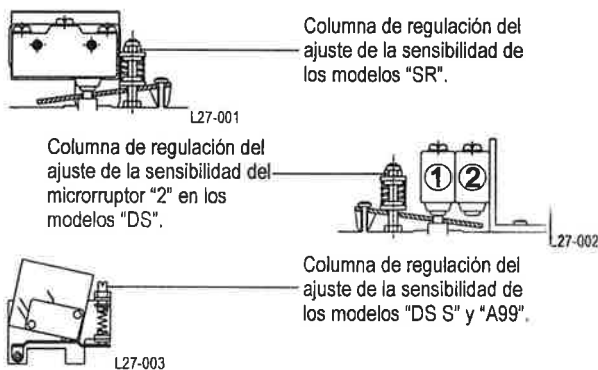 Columna de regulación del
ajuste de la sensibilidad de
los modelos "SR".
L27-001
Columna de regulación del
ajuste de la sensibilidad del
microrruptor "2" en los
modelos "DS".
1 2
L27-002
Columna de regulación del
ajuste de la sensibilidad de
los modelos "DS S" y "A99".
L27-003